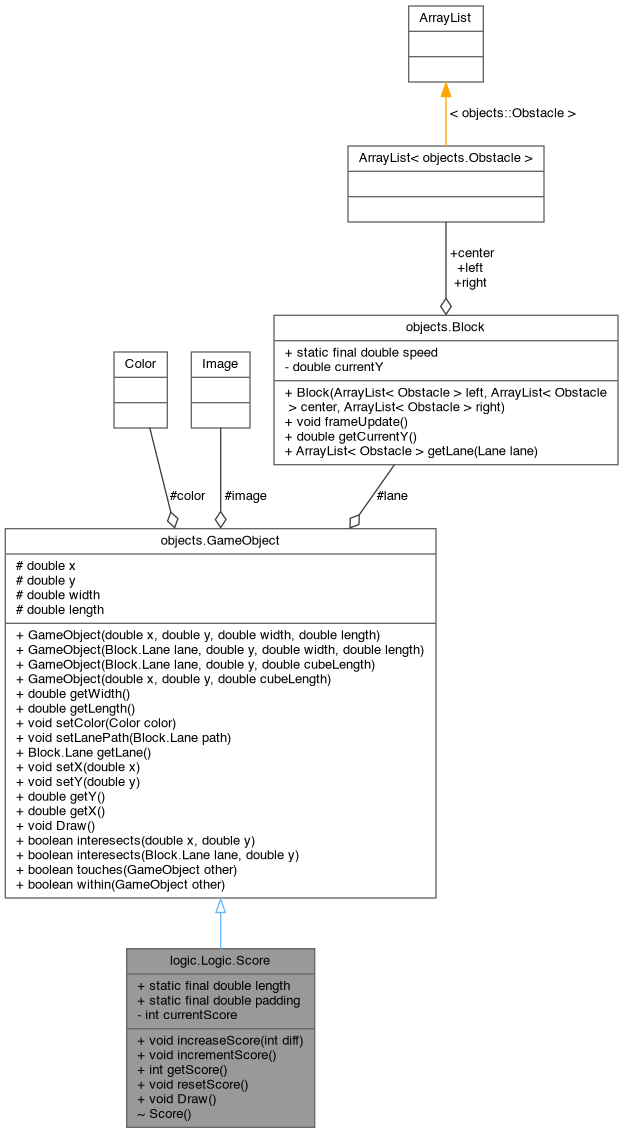 ArrayList
< objects::Obstacle >
ArrayList< objects.Obstacle >
+center
+left
+right
objects.Block
+ static final double speed
- double currentY
+ Block(ArrayList< Obstacle > left, ArrayList< Obstacle
> center, ArrayList< Obstacle > right)
+ void frameUpdate()
+ double getCurrentY()
+ ArrayList< Obstacle > getLane(Lane lane)
Color
Image
#color
#image
#lane
objects.GameObject
# double x
# double y
# double width
# double length
+ GameObject(double x, double y, double width, double length)
+ GameObject(Block.Lane lane, double y, double width, double length)
+ GameObject(Block.Lane lane, double y, double cubeLength)
+ GameObject(double x, double y, double cubeLength)
+ double getWidth()
+ double getLength()
+ void setColor(Color color)
+ void setLanePath(Block.Lane path)
+ Block.Lane getLane()
+ void setX(double x)
+ void setY(double y)
+ double getY()
+ double getX()
+ void Draw()
+ boolean interesects(double x, double y)
+ boolean interesects(Block.Lane lane, double y)
+ boolean touches(GameObject other)
+ boolean within(GameObject other)
logic.Logic.Score
+ static final double length
+ static final double padding
- int currentScore
+ void increaseScore(int diff)
+ void incrementScore()
+ int getScore()
+ void resetScore()
+ void Draw()
~ Score()